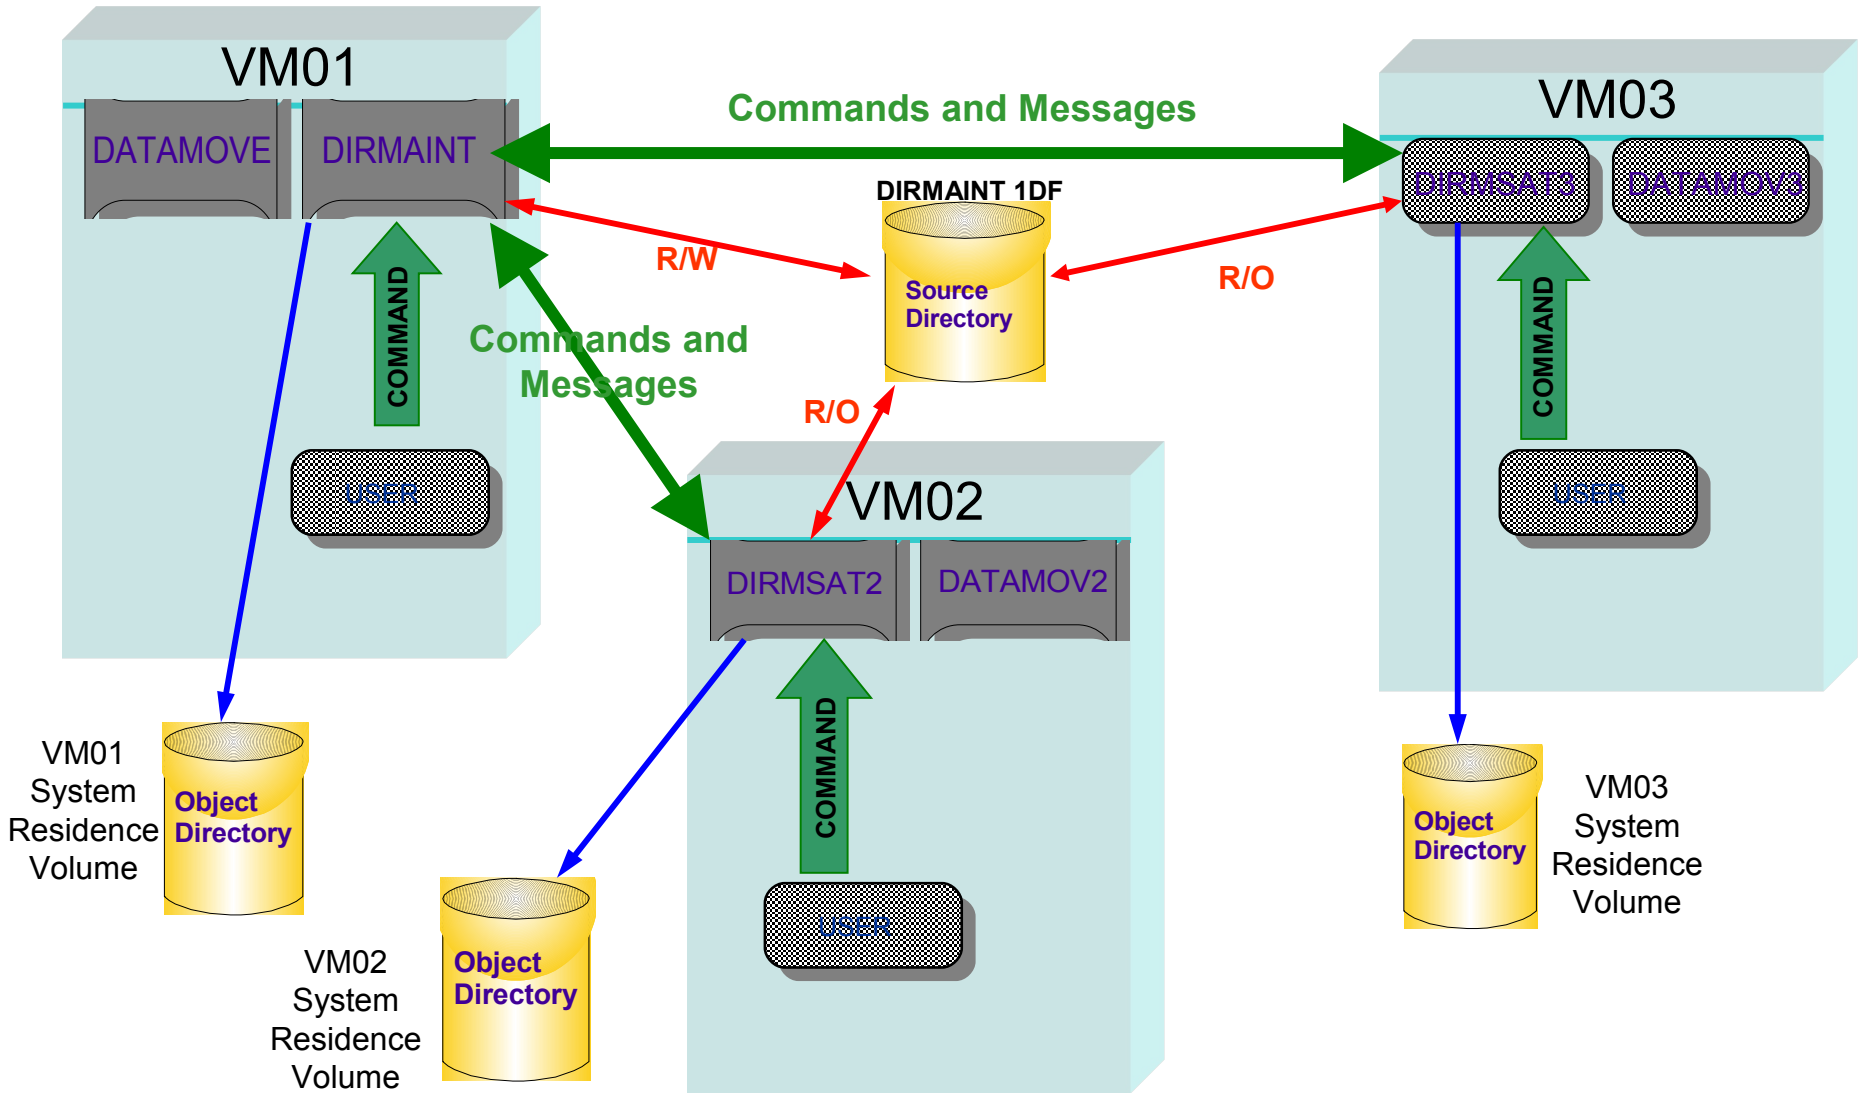 VM01
DATAMOVE
DIRMAINT
COMMAND
USER
Commands and Messages
DIRMAINT 1DF
Source
Directory
R/W
R/O
R/O
Commands and
Messages
VM03
DIRMSAT3
DATAMOV3
COMMAND
USER
VM02
DIRMSAT2
DATAMOV2
COMMAND
USER
VM01
System
Residence
Volume
Object
Directory
VM02
System
Residence
Volume
Object
Directory
Object
Directory
VM03
System
Residence
Volume